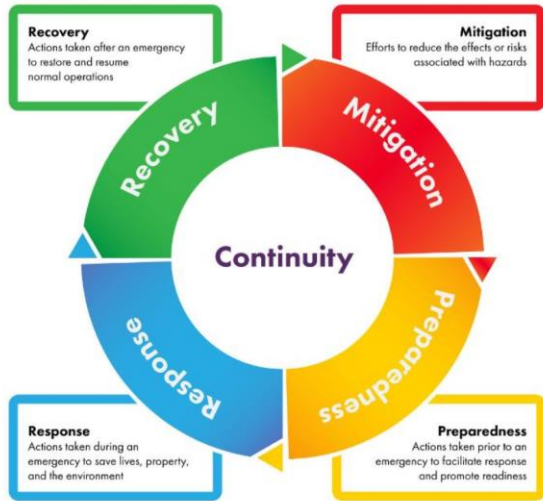 Recovery
Actions taken after an emergency
to restore and resume
normal operations
Mitigation
Efforts to reduce the effects or risks
associated with hazards
Recovery
Mitigation
Continuity
Response
Preparedness
Response
Actions taken during an
emergency to save lives, property,
and the environment
Preparedness
Actions taken prior to an
emergency to facilitate response
and promote readiness